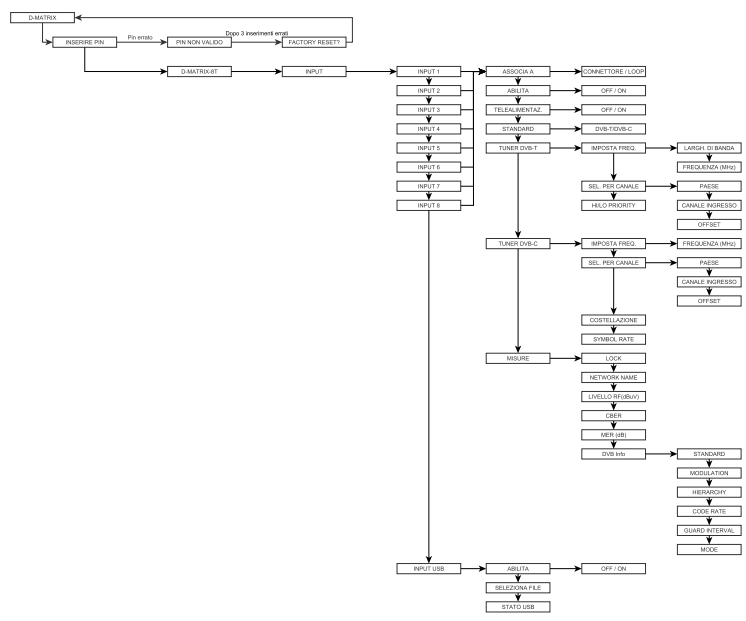 D-MATRIX
Dopo 3 inserimenti errati
Pin errato
INSERIRE PIN
PIN NON VALIDO
FACTORY RESET?
D-MATRIX-8T
INPUT
INPUT 1
ASSOCIA A
CONNETTORE / LOOP
INPUT 2
ABILITA
OFF / ON
INPUT 3
TELEALIMENTAZ.
OFF / ON
INPUT 4
STANDARD
DVB-T/DVB-C
INPUT 5
TUNER DVB-T
IMPOSTA FREQ.
LARGH. DI BANDA
INPUT 6
FREQUENZA (MHz)
INPUT 7
SEL. PER CANALE
PAESE
INPUT 8
HI/LO PRIORITY
CANALE INGRESSO
OFFSET
TUNER DVB-C
IMPOSTA FREQ.
FREQUENZA (MHz)
SEL. PER CANALE
PAESE
CANALE INGRESSO
OFFSET
COSTELLAZIONE
SYMBOL RATE
MISURE
LOCK
NETWORK NAME
LIVELLO RF(dBuV)
CBER
MER (dB)
DVB Info
STANDARD
MODULATION
HIERARCHY
CODE RATE
GUARD INTERVAL
MODE
INPUT USB
ABILITA
OFF / ON
SELEZIONA FILE
STATO USB